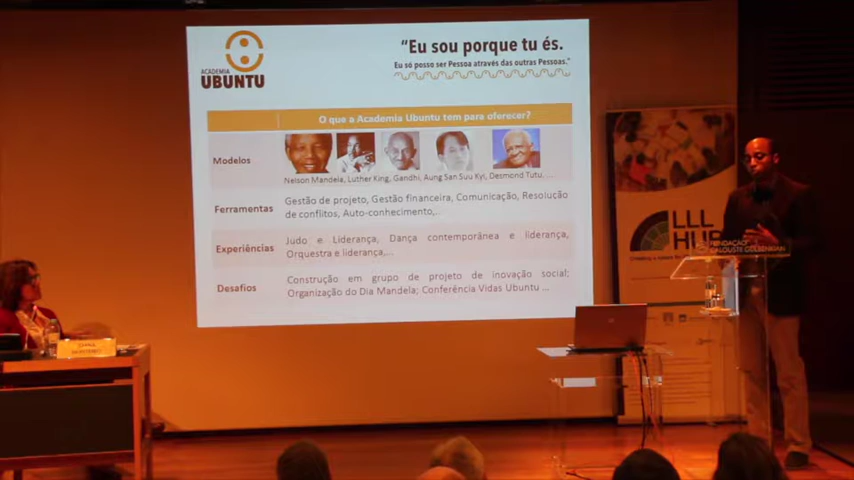 ACADEMIA
UBUNTU
"Eu sou porque tu és.
Eu só posso ser Pessoa através das outras Pessoas."
O que a Academia Ubuntu tem para oferecer?
Modelos
Nelson Mandela, Luther King, Gandhi, Aung San Suu Kyi, Desmond Tutu. ...
Ferramentas
Gestão de projeto, Gestão financeira, Comunicação, Resolução
de conflitos, Auto-conhecimento,..
Experiências
Judo e Liderança, Dança contemporânea e liderança,
Orquestra e liderança,...
Desafios
Construção em grupo de projeto de inovação social;
Organização do Dia Mandela; Conferência Vidas Ubuntu ...
LLL
HUB
FUNDAÇÃO
CALOUSTE GULBENKIAN